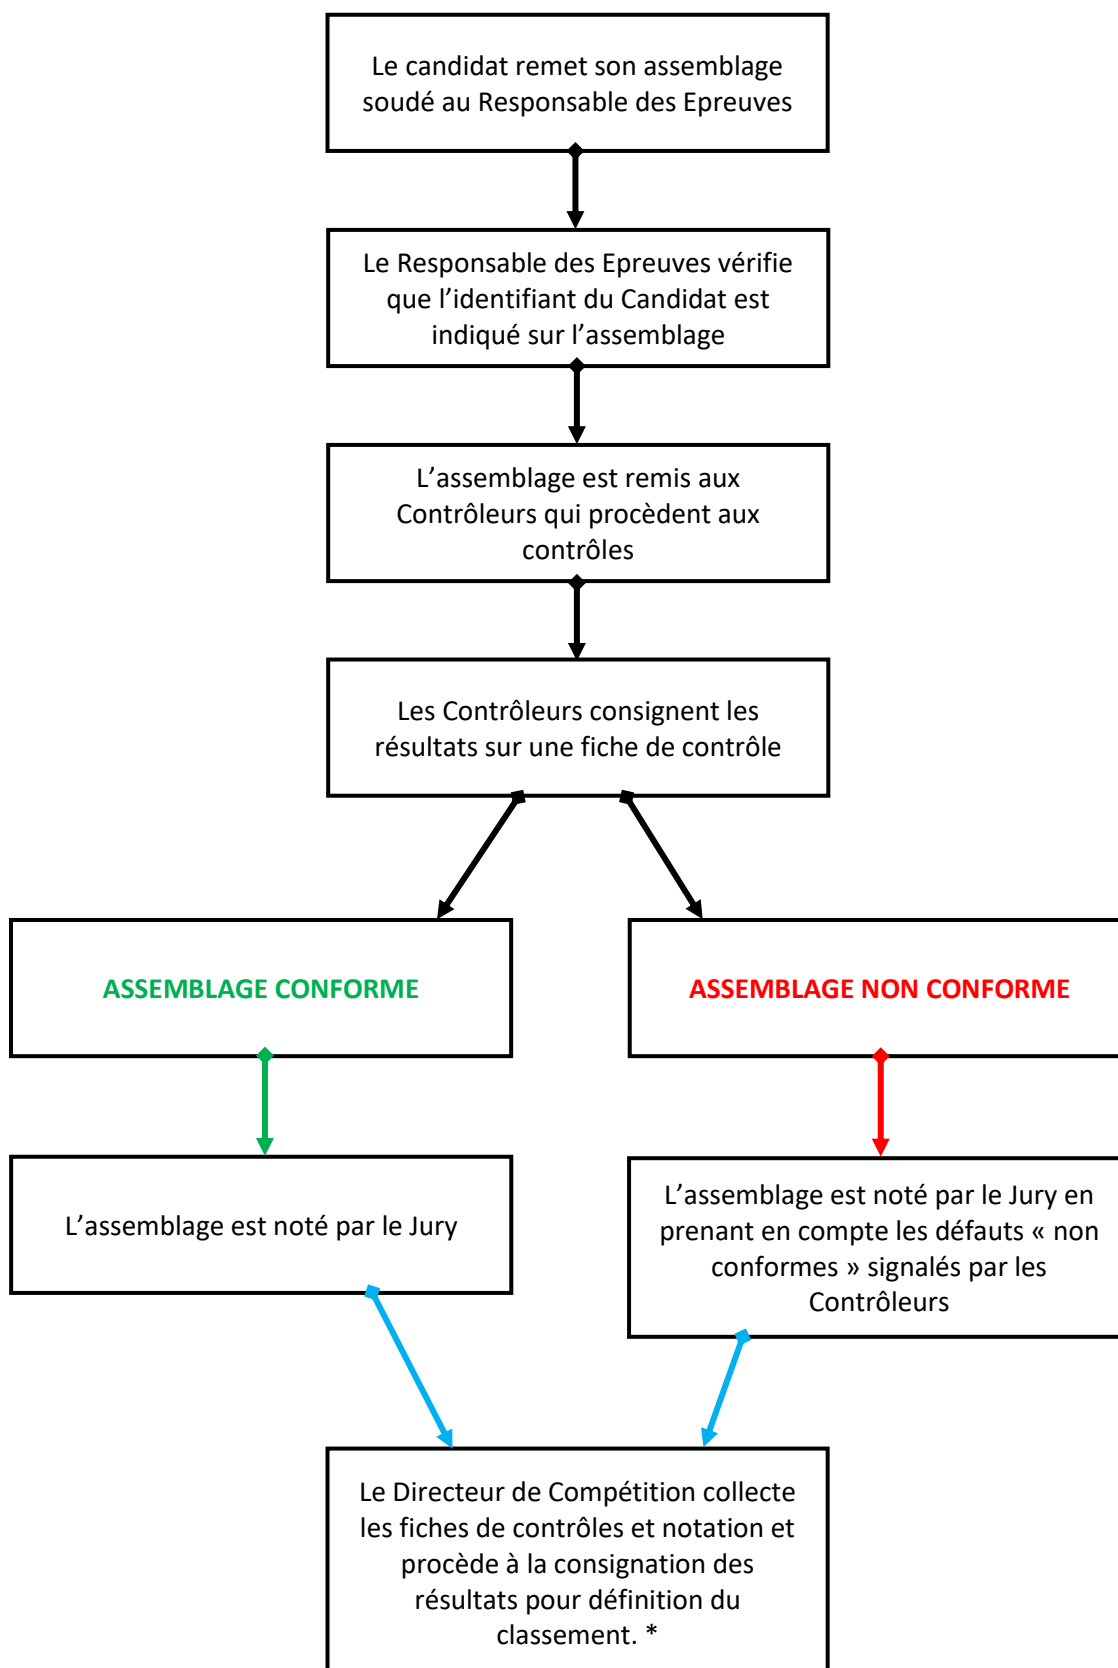 Le candidat remet son assemblage
soudé au Responsable des Epreuves
Le Responsable des Epreuves vérifie
que l’identifiant du Candidat est
indiqué sur l’assemblage
L’assemblage est remis aux
Contrôleurs qui procèdent aux
contrôles
Les Contrôleurs consignent les
résultats sur une fiche de contrôle
ASSEMBLAGE CONFORME
ASSEMBLAGE NON CONFORME
L’assemblage est noté par le Jury
L’assemblage est noté par le Jury en
prenant en compte les défauts « non
conformes » signalés par les
Contrôleurs
Le Directeur de Compétition collecte
les fiches de contrôles et notation et
procède à la consignation des
résultats pour définition du
classement. *